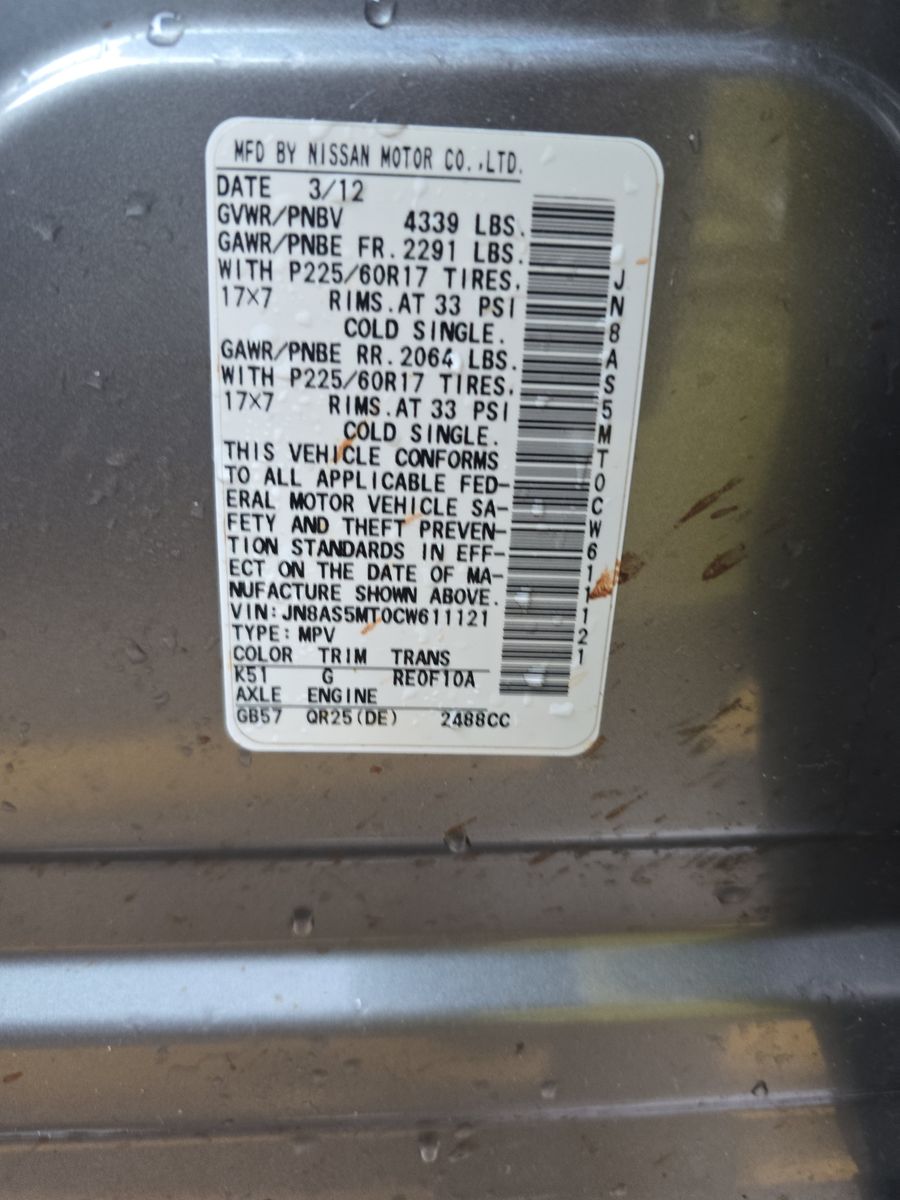 MFD BY NISSAN MOTOR CO.,LTD.
DATE 3/12
GVWR/PNBV 4339 LBS.
GAWR/PNBE FR.2291 LBS.
WITH P225/60R17 TIRES.
17×7 RIMS.AT 33 PSI
COLD SINGLE.
GAWR/PNBE RR.2064 LBS.
WITH P225/60R17 TIRES.
17×7 RIMS.AT 33 PSI
COLD SINGLE.
THIS VEHICLE CONFORMS
TO ALL APPLICABLE FED-
ERAL MOTOR VEHICLE SA-
FETY AND THEFT PREVEN-
TION STANDARDS IN EFF-
ECT ON THE DATE OF MA-
NUFACTURE SHOWN ABOVE.
VIN:JN8AS5MT0CW611121
TYPE:MPV
COLOR TRIM TRANS
K51 G RE0F10A
AXLE ENGINE
GB57 QR25(DE) 2488CC
JN8AS5MT0CW611121